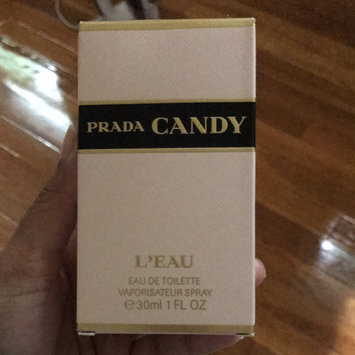 PRADA CANDY
L'EAU
EAU DE TOILETTE
VAPORISATEUR SPRAY
℮30ml 1 FL OZ